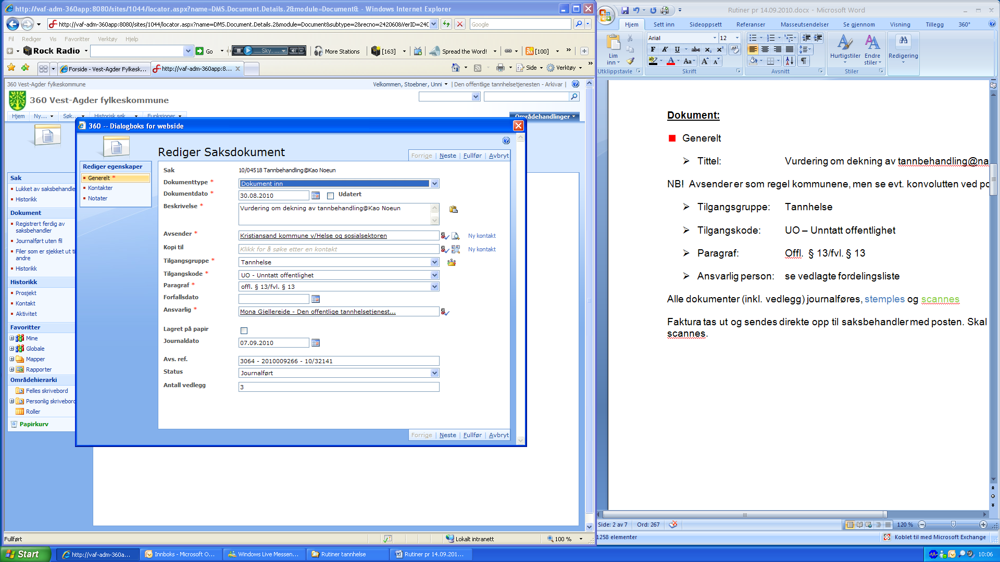 http://vaf-adm-360app:8080/sites/1044/locator.aspx?name=DMS.Document.Details.2&module=Document& - Windows Internet Explorer
http://vaf-adm-360app:8080/sites/1044/locator.aspx?name=DMS.Document.Details.2&module=Document&subtype=2&recno=242060&VerID=24C
Google
Fil Rediger Vis Favoritter Verktøy Hjelp
Rock Radio Go Sky... More Stations [163] Spread the Word! [100]
Forside - Vest-Agder Fylkesk... http://vaf-adm-360app:8... Side Verktøy
360 Vest-Agder fylkeskommune
Velkommen, Stoebner, Unni | Den offentlige tannhelsetjenesten - Arkivar |
360 Vest-Agder fylkeskommune
Hjem Ny... Søk... Historisk søk Funksjoner Områdehandlinger
Sak
Lukket av saksbehandle
Historikk
Dokument
Registrert ferdig av
saksbehandler
Journalført uten fil
Filer som er sjekket ut ti
andre
Historikk
Historikk
Prosjekt
Kontakt
Aktivitet
Favoritter
Mine
Globale
Mapper
Rapporter
Områdehierarki
Felles skrivebord
Personlig skrivebord
Roller
Papirkurv
360 -- Dialogboks for webside
Rediger Saksdokument
Forrige | Neste | Fullfør | Avbryt
Rediger egenskaper
Generelt *
Kontakter
Notater
Sak 10/04518 Tannbehandling@Kao Noeun
Dokumenttype * Dokument inn
Dokumentdato * 30.08.2010 Udatert
Beskrivelse * Vurdering om dekning av tannbehandling@Kao Noeun
Avsender * Kristiansand kommune v/Helse og sosialsektoren Ny kontakt
Kopi til Klikk for å søke etter en kontakt Ny kontakt
Tilgangsgruppe * Tannhelse
Tilgangskode * UO - Unntatt offentlighet
Paragraf * offl. § 13/fvl. § 13
Forfallsdato
Ansvarlig * Mona Gjellereide - Den offentlige tannhelsetjenest...
Lagret på papir
Journaldato 07.09.2010
Avs. ref. 3064 - 2010009266 - 10/32141
Status Journalført
Antall vedlegg 3
Forrige | Neste | Fullfør | Avbryt
Fullført Lokalt intranett 100 %
Rutiner pr 14.09.2010.docx - Microsoft Word
Hjem Sett inn Sideoppsett Referanser Masseutsendelser Se gjennom Visning Tillegg 360°
Arial 12
Lim
inn
Hurtigstiler Endre
stiler
Redigering
F K U abc x₂ x² Aa A A
Utklippstavle Skrift Avsnitt Stiler
Dokument:
Generelt
Tittel: Vurdering om dekning av tannbehandling@na
NB! Avsender er som regel kommunene, men se evt. konvolutten ved po
Tilgangsgruppe: Tannhelse
Tilgangskode: UO – Unntatt offentlighet
Paragraf: Offl. § 13/fvl. § 13
Ansvarlig person: se vedlagte fordelingsliste
Alle dokumenter (inkl. vedlegg) journalføres, stemples og scannes
Faktura tas ut og sendes direkte opp til saksbehandler med posten. Skal
scannes.
Side: 2 av 7 Ord: 267 120 %
1258 elementer Koblet til med Microsoft Exchange
Start http://vaf-adm-360a... Innboks - Microsoft O... Windows Live Messen... Rutiner tannhelse Rutiner pr 14.09.201... 10:06